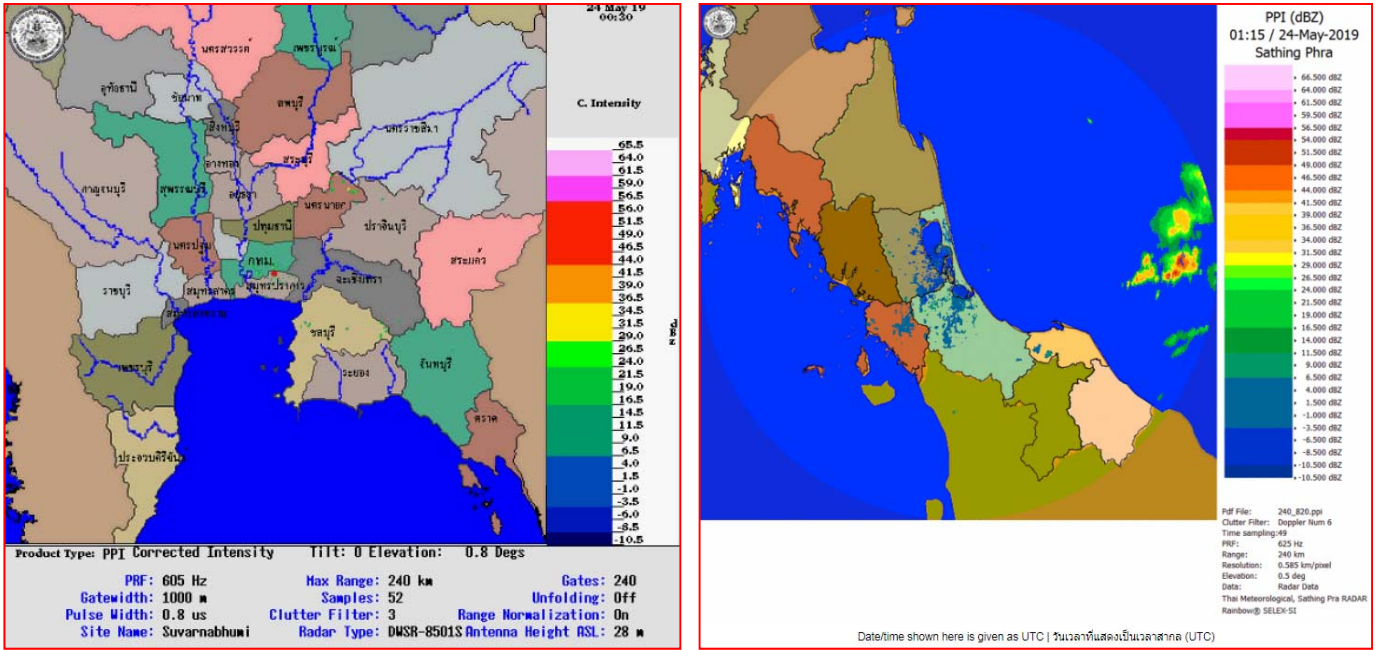 24 May 19
00:30
C. Intensity
65.5
64.0
61.5
59.0
56.5
56.0
51.5
49.0
46.5
44.0
41.5
39.0
36.5
34.5
31.5
29.0
26.5
24.0
21.5
19.0
16.5
14.5
11.5
9.0
6.5
4.0
1.5
-1.0
-3.5
-6.0
-8.5
-10.5
นครสวรรค์
เพชรบูรณ์
อุทัยธานี
ชัยนาท
ลพบุรี
สิงห์บุรี
นครราชสีมา
อ่างทอง
สระบุรี
กาญจนบุรี
สุพรรณบุรี
อยุธยา
นครนายก
ปทุมธานี
ปราจีนบุรี
นครปฐม
กทม.
สระแก้ว
ราชบุรี
สมุทรสาคร
สมุทรปราการ
ฉะเชิงเทรา
ชลบุรี
เพชรบุรี
ระยอง
จันทบุรี
ตราด
ประจวบคีรีขันธ์
Product Type: PPI Corrected Intensity Tilt: 0 Elevation: 0.8 Degs
PRF: 605 Hz Max Range: 240 km Gates: 240
Gatewidth: 1000 m Samples: 52 Unfolding: Off
Pulse Width: 0.8 us Clutter Filter: 3 Range Normalization: On
Site Name: Suvarnabhumi Radar Type: DWSR-8501S Antenna Height ASL: 28 m
PPI (dBZ)
01:15 / 24-May-2019
Sathing Phra
66.500 dBZ
64.000 dBZ
61.500 dBZ
59.500 dBZ
56.500 dBZ
54.000 dBZ
51.500 dBZ
49.000 dBZ
46.500 dBZ
44.000 dBZ
41.500 dBZ
39.000 dBZ
36.500 dBZ
34.000 dBZ
31.500 dBZ
29.000 dBZ
26.500 dBZ
24.000 dBZ
21.500 dBZ
19.000 dBZ
16.500 dBZ
14.000 dBZ
11.500 dBZ
9.000 dBZ
6.500 dBZ
4.000 dBZ
1.500 dBZ
-1.000 dBZ
-3.500 dBZ
-6.500 dBZ
-8.500 dBZ
-10.500 dBZ
-10.500 dBZ
Pdf File: 240_820.ppi
Clutter Filter: Doppler Num 6
Time sampling:49
PRF: 625 Hz
Range: 240 km
Resolution: 0.585 km/pixel
Elevation: 0.5 deg
Data: Radar Data
Thai Meteorological, Sathing Pra RADAR
Rainbow® SELEX-SI
Date/time shown here is given as UTC | วันเวลาที่แสดงเป็นเวลาสากล (UTC)